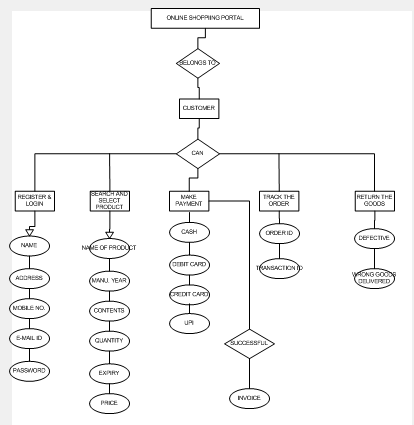 ONLINE SHOPPIING PORTAL
BELONGS TO
CUSTOMER
CAN
REGISTER &
LOGIN
SEARCH AND
SELECT
PRODUCT
MAKE
PAYMENT
TRACK THE
ORDER
RETURN THE
GOODS
NAME
ADDRESS
MOBILE NO.
E-MAIL ID
PASSWORD
NAME OF PRODUCT
MANU. YEAR
CONTENTS
QUANTITY
EXPIRY
PRICE
CASH
DEBIT CARD
CREDIT CARD
UPI
SUCCESSFUL
INVOICE
ORDER ID
TRANSACTION ID
DEFECTIVE
WRONG GOODS
DELIVERED